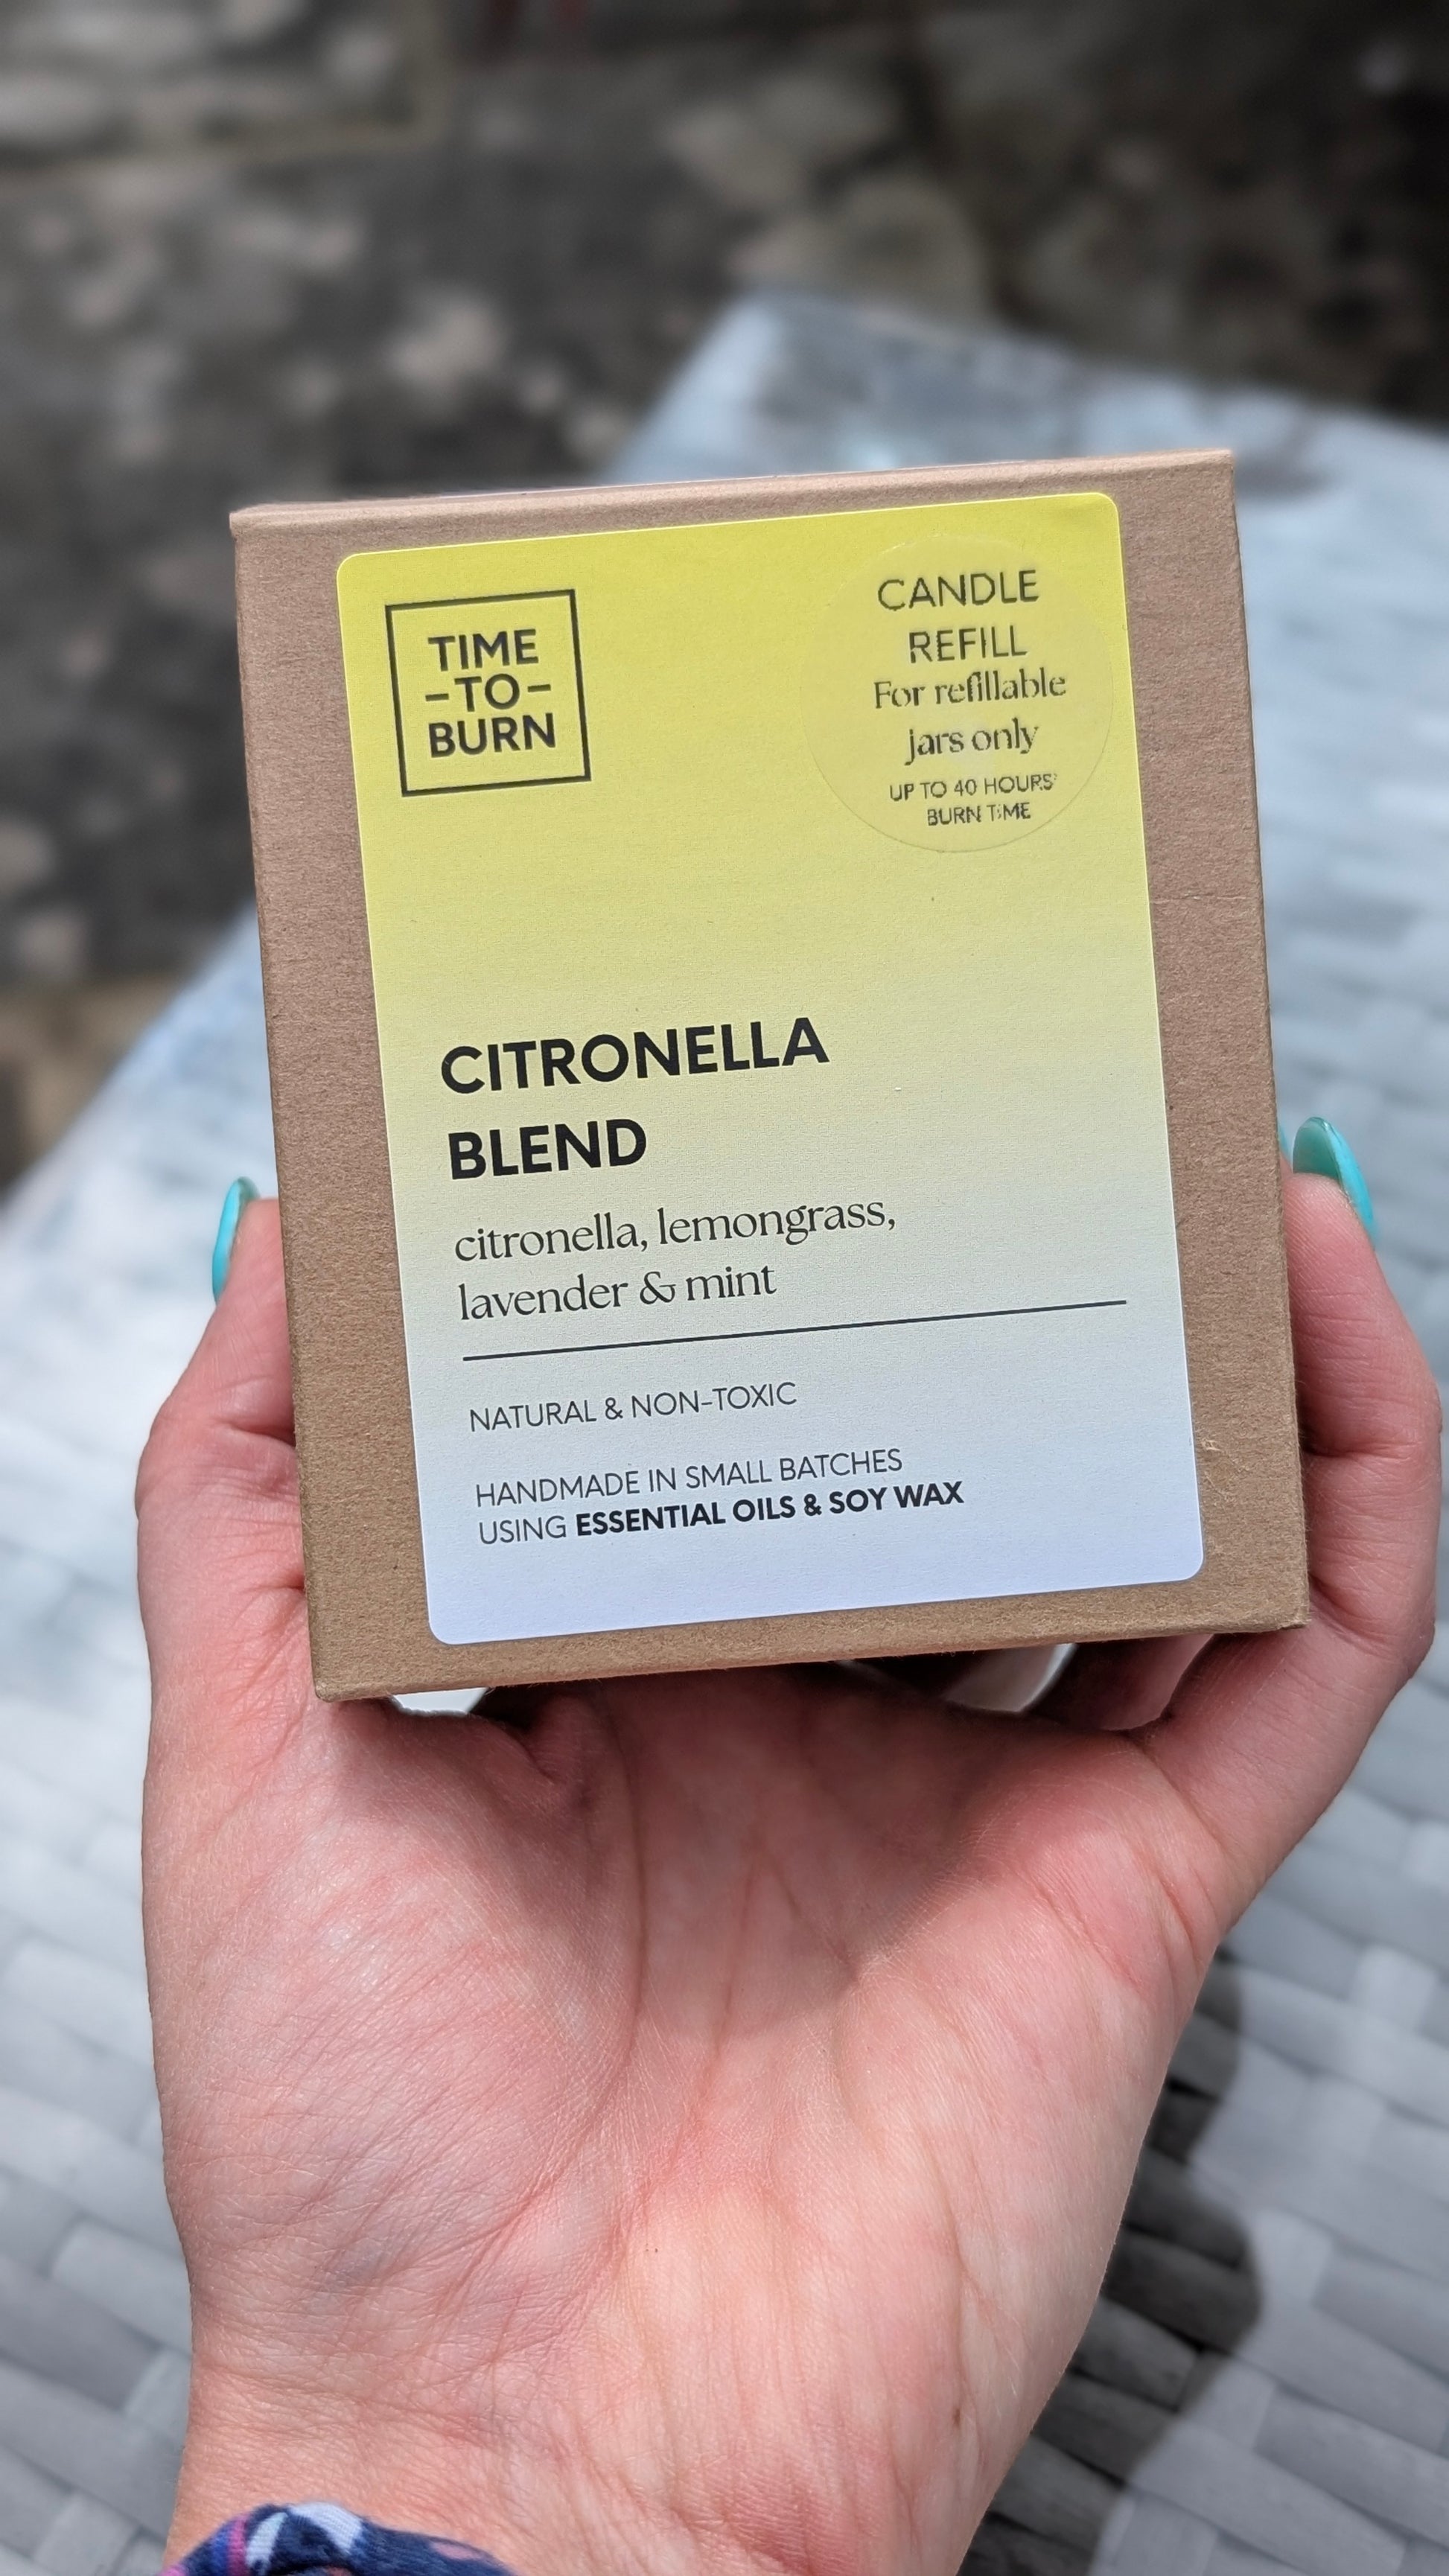 TIME
-TO-
BURN
CANDLE
REFILL
For refillable
jars only
UP TO 40 HOURS'
BURN TIME
CITRONELLA
BLEND
citronella, lemongrass,
lavender & mint
NATURAL & NON-TOXIC
HANDMADE IN SMALL BATCHES
USING ESSENTIAL OILS & SOY WAX